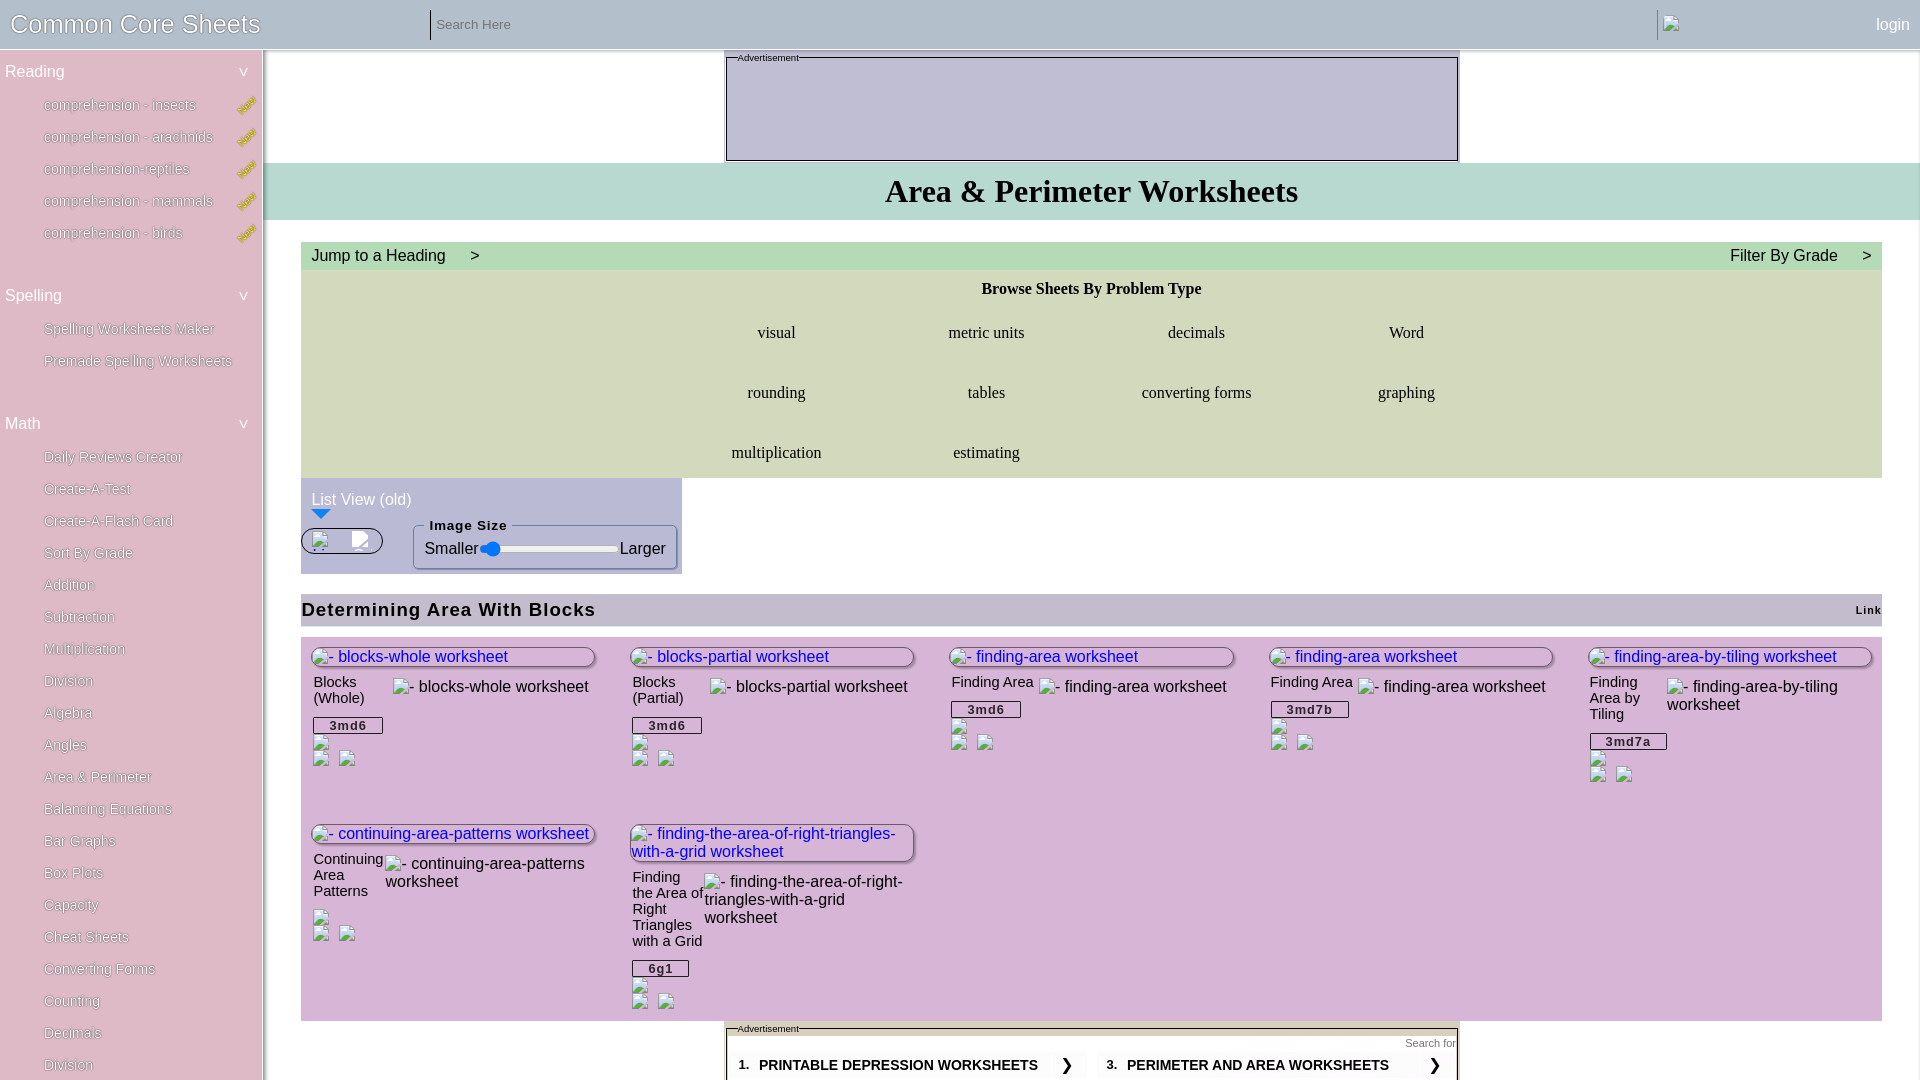 Common Core Sheets
Search Here
login
Reading
>
comprehension - insects
New
comprehension - arachnids
New
comprehension-reptiles
New
comprehension - mammals
New
comprehension - birds
New
Spelling
>
Spelling Worksheets Maker
Premade Spelling Worksheets
Math
>
Daily Reviews Creator
Create-A-Test
Create-A-Flash Card
Sort By Grade
Addition
Subtraction
Multiplication
Division
Algebra
Angles
Area & Perimeter
Balancing Equations
Bar Graphs
Box Plots
Capacity
Cheat Sheets
Converting Forms
Counting
Decimals
Division
Advertisement
Area & Perimeter Worksheets
Jump to a Heading >
Filter By Grade >
Browse Sheets By Problem Type
visual metric units decimals Word
rounding tables converting forms graphing
multiplication estimating
List View (old)
Image Size
Smaller Larger
Determining Area With Blocks
Link
- blocks-whole worksheet
Blocks
(Whole)
- blocks-whole worksheet
3md6
- blocks-partial worksheet
Blocks
(Partial)
- blocks-partial worksheet
3md6
- finding-area worksheet
Finding Area
- finding-area worksheet
3md6
- finding-area worksheet
Finding Area
- finding-area worksheet
3md7b
- finding-area-by-tiling worksheet
Finding
Area by
Tiling
- finding-area-by-tiling
worksheet
3md7a
- continuing-area-patterns worksheet
Continuing
Area
Patterns
- continuing-area-patterns
worksheet
- finding-the-area-of-right-triangles-
with-a-grid worksheet
Finding
the Area of
Right
Triangles
with a Grid
- finding-the-area-of-right-
triangles-with-a-grid
worksheet
6g1
Advertisement
Search for
1. PRINTABLE DEPRESSION WORKSHEETS ❯
3. PERIMETER AND AREA WORKSHEETS ❯